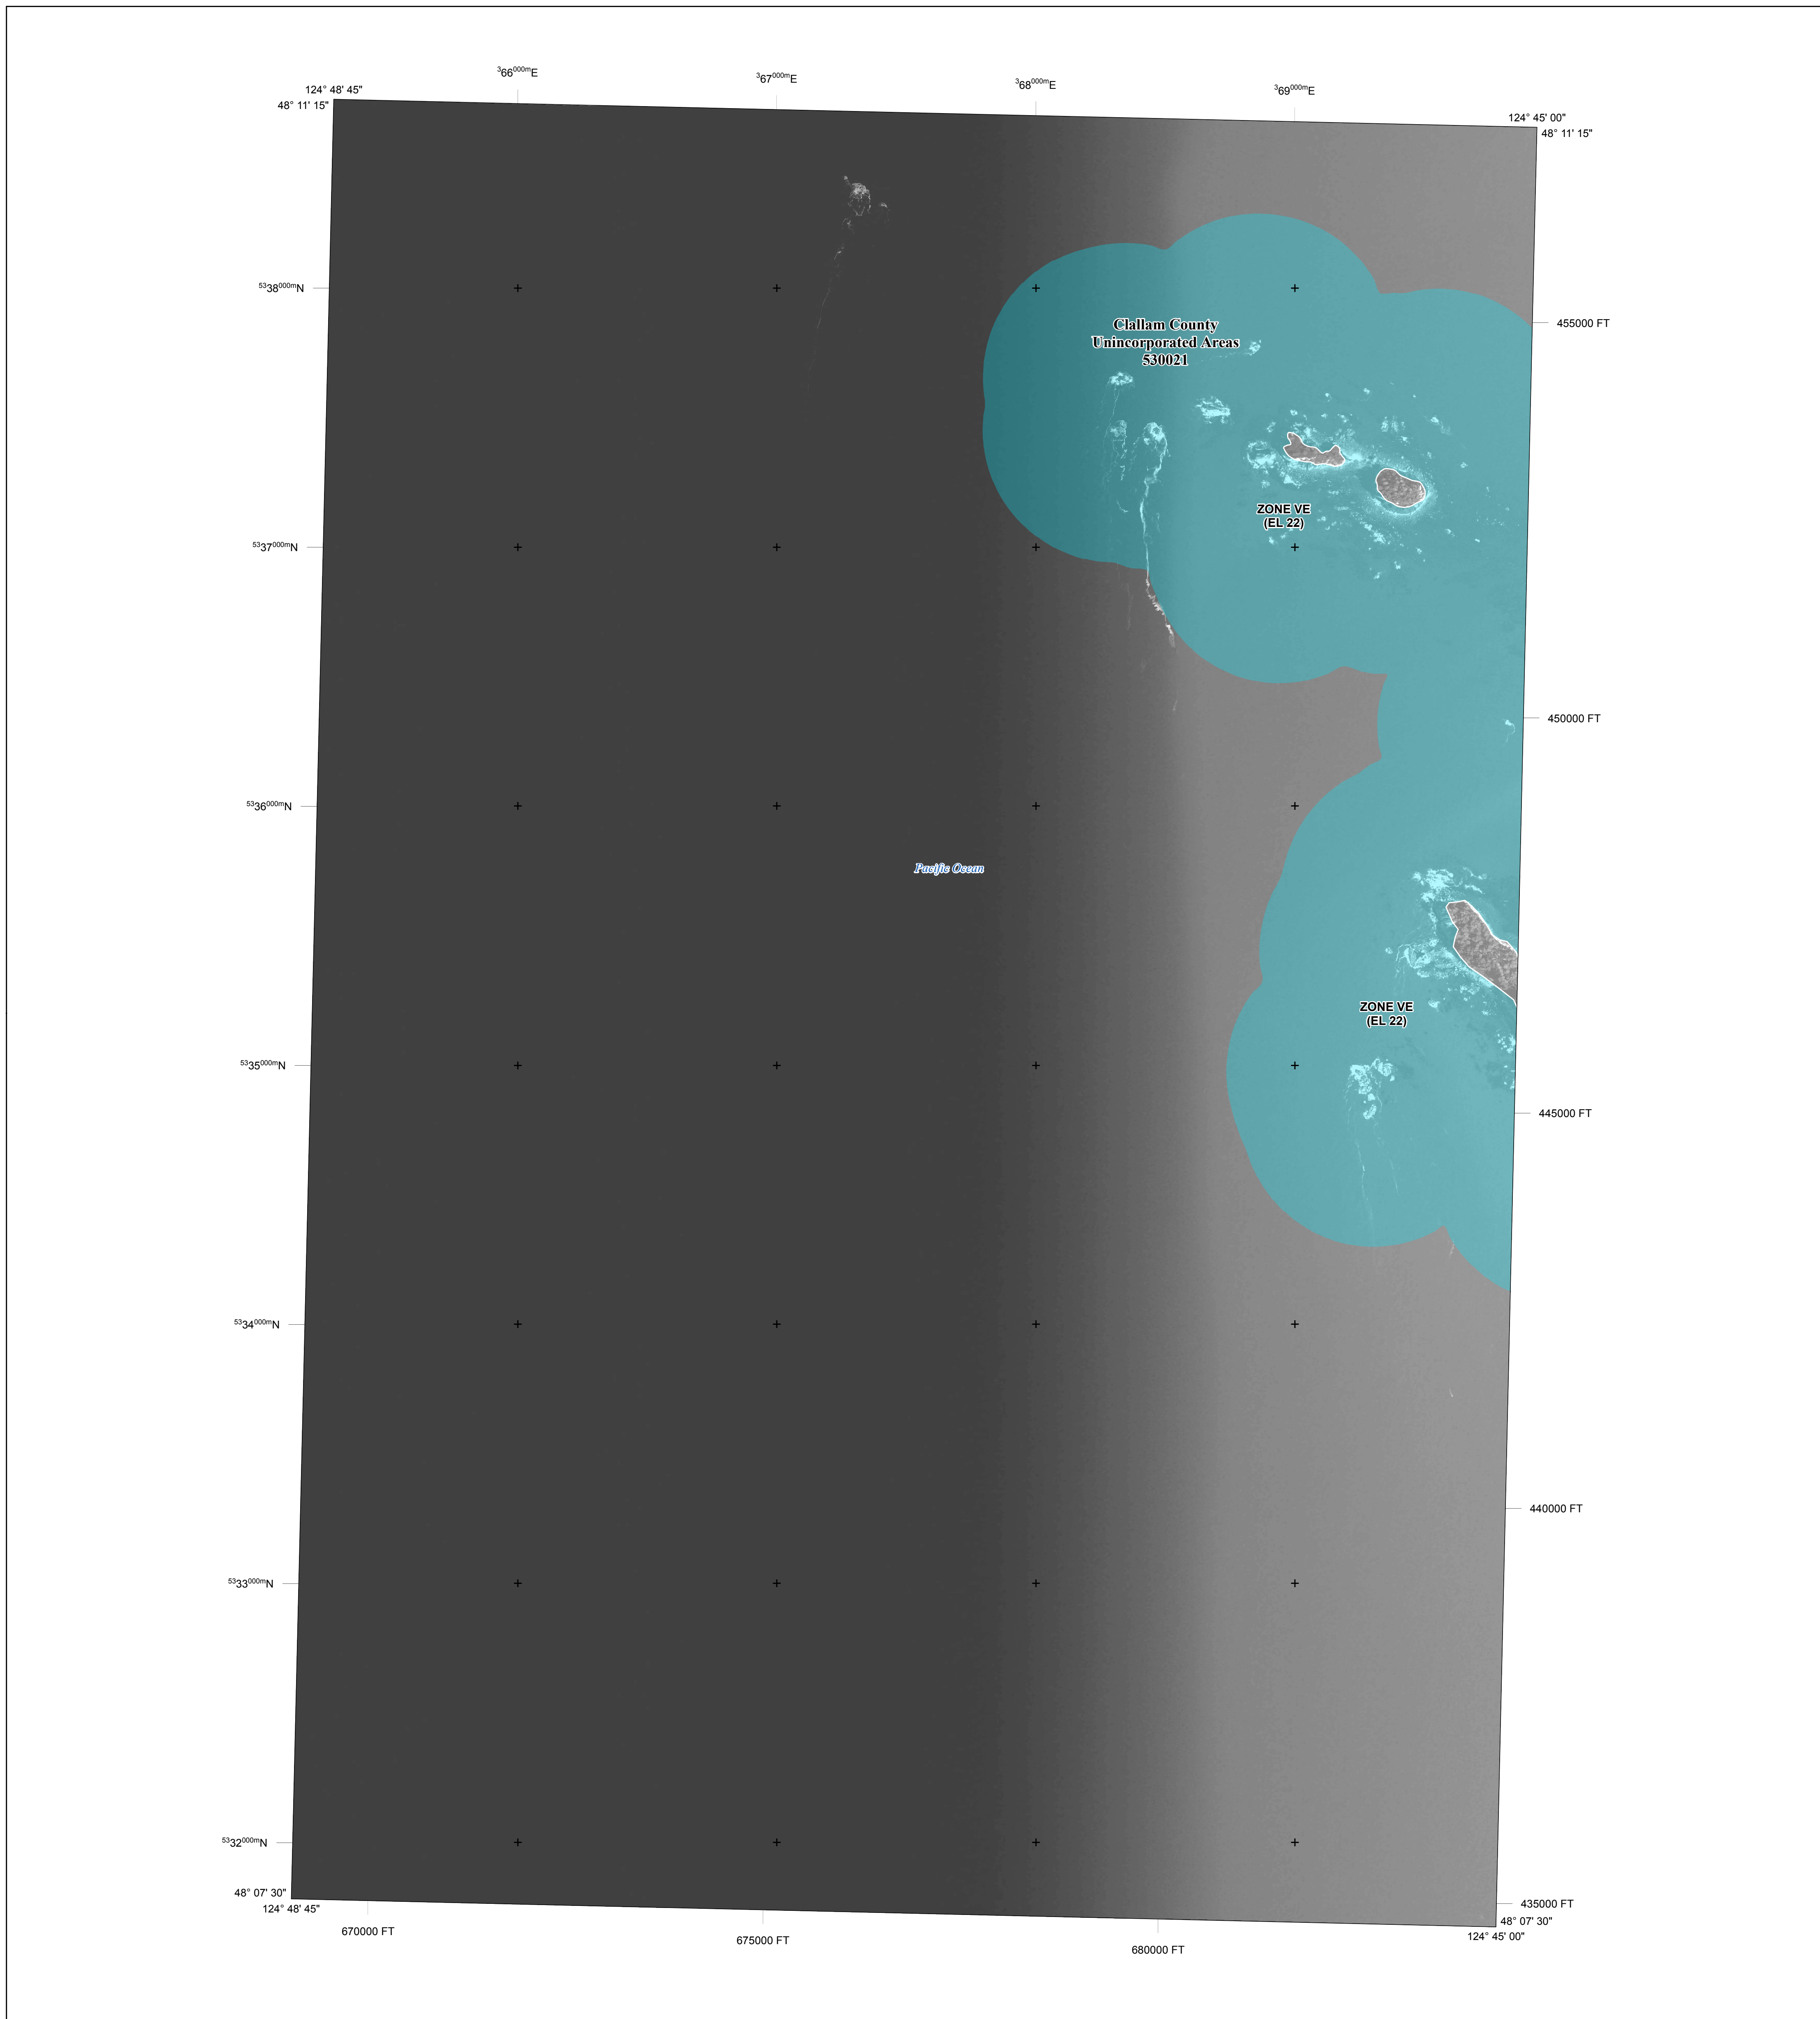 366000mE
367000mE
368000mE
369000mE
124° 48' 45"
48° 11' 15"
124° 45' 00"
48° 11' 15"
5338000mN
455000 FT
Clallam County
Unincorporated Areas
530021
ZONE VE
(EL 22)
5337000mN
450000 FT
5336000mN
Pacific Ocean
ZONE VE
(EL 22)
5335000mN
445000 FT
5334000mN
440000 FT
5333000mN
5332000mN
48° 07' 30"
124° 48' 45"
435000 FT
48° 07' 30"
124° 45' 00"
670000 FT
675000 FT
680000 FT